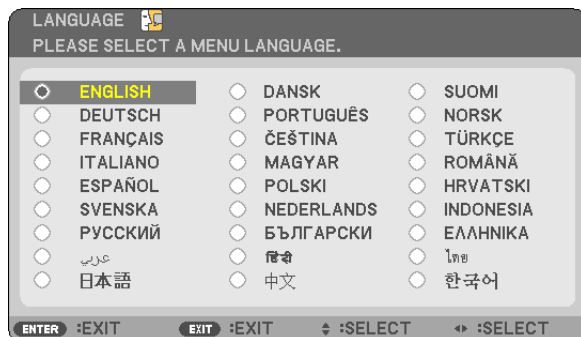 LANGUAGE
PLEASE SELECT A MENU LANGUAGE.
ENGLISH DANSK SUOMI
DEUTSCH PORTUGUÊS NORSK
FRANÇAIS ČEŠTINA TÜRKÇE
ITALIANO MAGYAR ROMÂNĂ
ESPAÑOL POLSKI HRVATSKI
SVENSKA NEDERLANDS INDONESIA
РУССКИЙ БЪЛГАРСКИ ΕΛΛΗΝΙΚΑ
عربي हिंदी ไทย
日本語 中文 한국어
ENTER :EXIT EXIT :EXIT :SELECT :SELECT